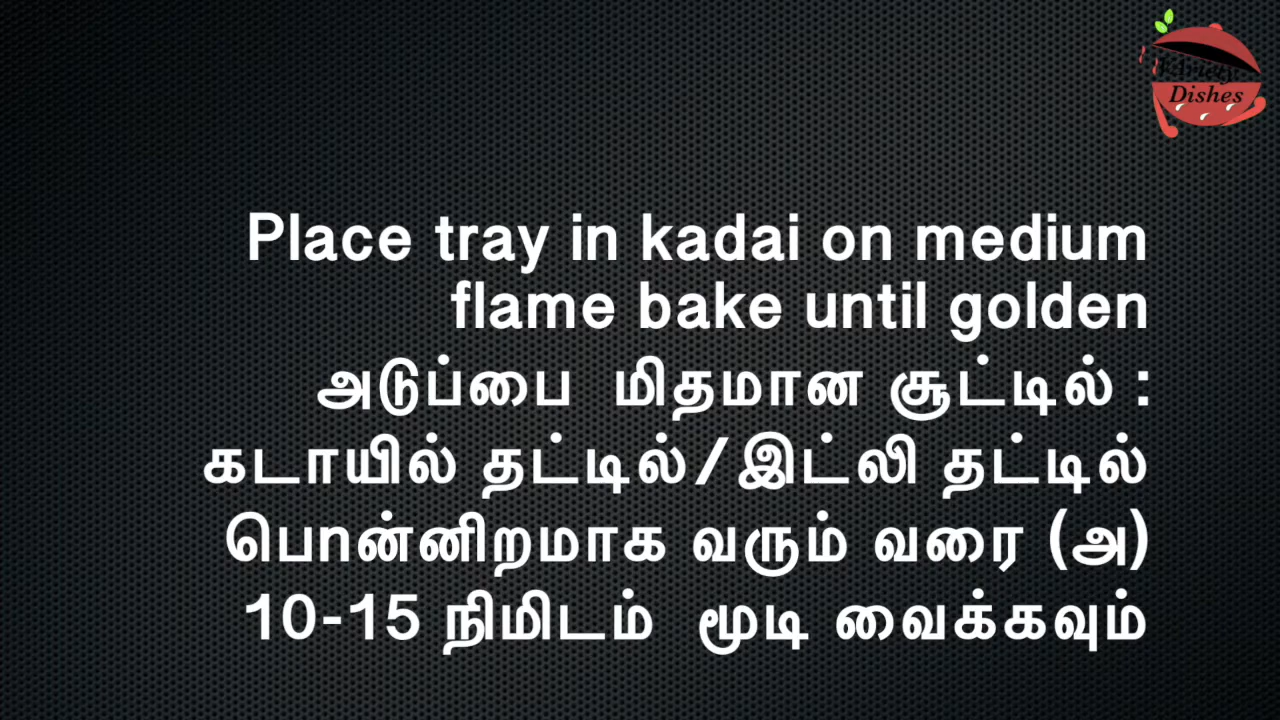 Dishes
Place tray in kadai on medium
flame bake until golden
அடுப்பை மிதமான சூட்டில் :
கடாயில் தட்டில்/இட்லி தட்டில்
பொன்னிறமாக வரும் வரை (அ)
10-15 நிமிடம் மூடி வைக்கவும்